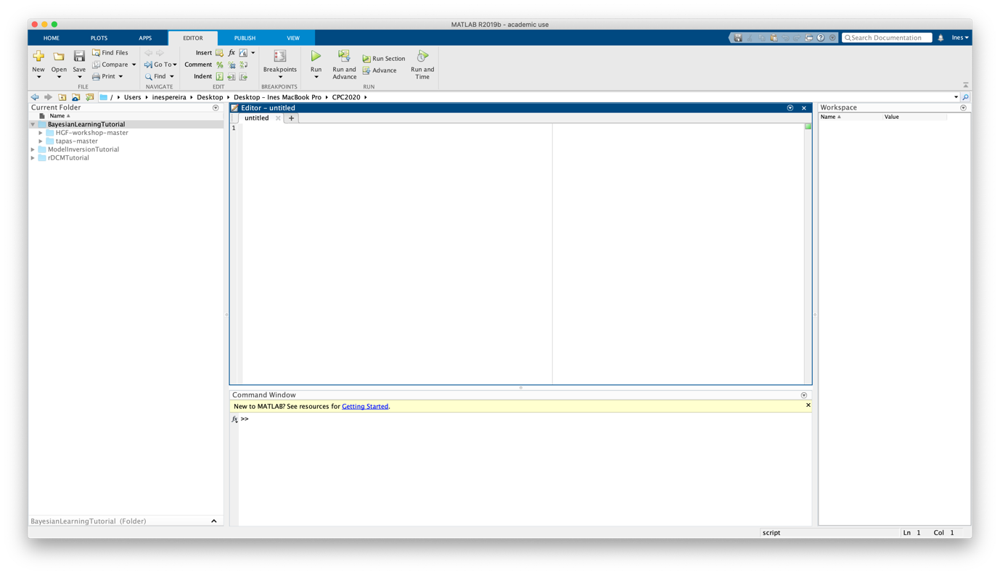 MATLAB R2019b - academic use
HOME PLOTS APPS EDITOR PUBLISH VIEW
Search Documentation
Ines
New
Open
Save
Find Files
Compare
Print
FILE
Go To
Find
NAVIGATE
Insert fx
Comment %
Indent
EDIT
Breakpoints
BREAKPOINTS
Run
Run and Advance
Run Section
Advance
Run and Time
RUN
/ Users inespereira Desktop Desktop – Ines MacBook Pro CPC2020
Current Folder
Name
BayesianLearningTutorial
HGF-workshop-master
tapas-master
ModelInversionTutorial
rDCMTutorial
BayesianLearningTutorial (Folder)
Editor – untitled
untitled +
1
Command Window
New to MATLAB? See resources for Getting Started.
fx >>
Workspace
Name Value
script
Ln 1 Col 1